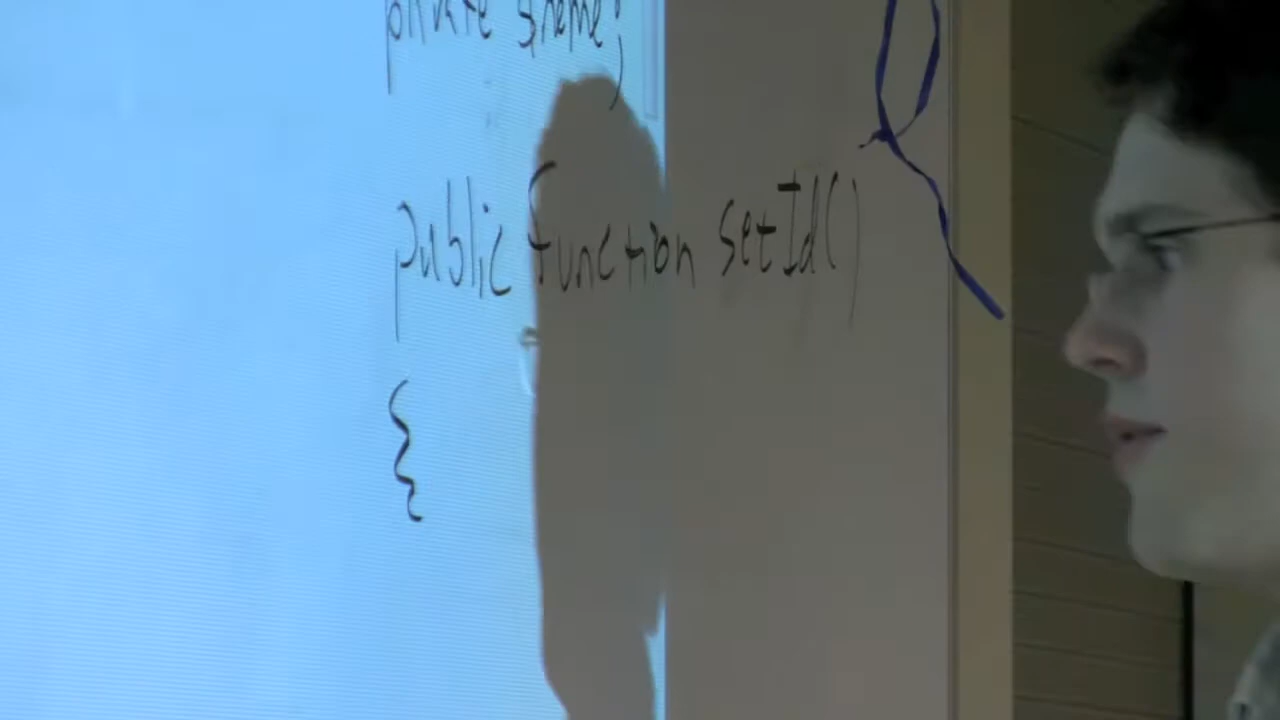 private $name;
public function setId()
{